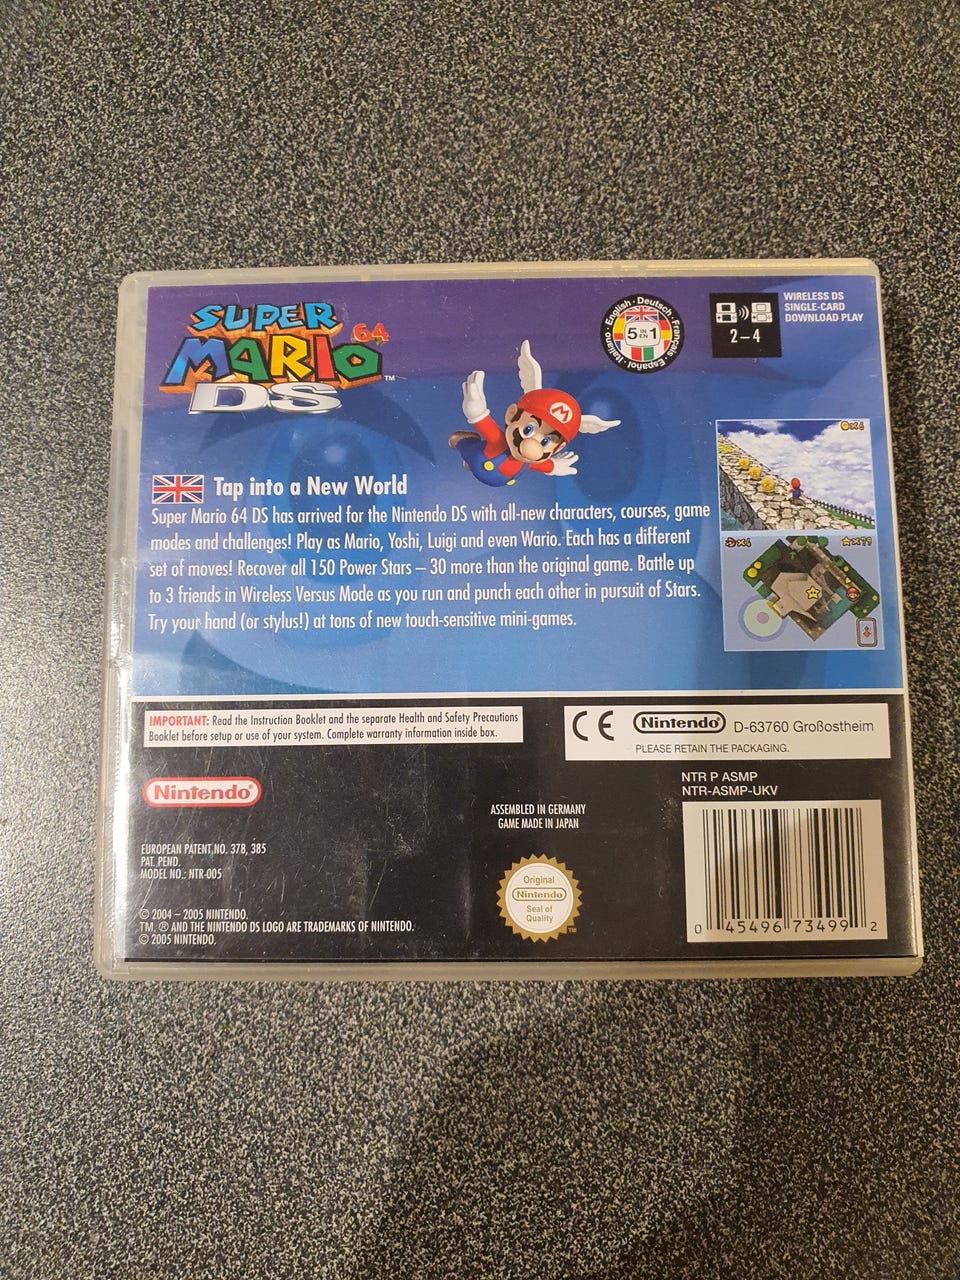 SUPER
MARIO 64
DS™
English · Deutsch · Français · Español · Italiano
5 IN 1
2–4
WIRELESS DS
SINGLE-CARD
DOWNLOAD PLAY
M
Tap into a New World
Super Mario 64 DS has arrived for the Nintendo DS with all-new characters, courses, game
modes and challenges! Play as Mario, Yoshi, Luigi and even Wario. Each has a different
set of moves! Recover all 150 Power Stars – 30 more than the original game. Battle up
to 3 friends in Wireless Versus Mode as you run and punch each other in pursuit of Stars.
Try your hand (or stylus!) at tons of new touch-sensitive mini-games.
IMPORTANT: Read the Instruction Booklet and the separate Health and Safety Precautions
Booklet before setup or use of your system. Complete warranty information inside box.
CE Nintendo® D-63760 Großostheim
PLEASE RETAIN THE PACKAGING.
NTR P ASMP
NTR-ASMP-UKV
Nintendo®
ASSEMBLED IN GERMANY
GAME MADE IN JAPAN
EUROPEAN PATENT NO. 378, 385
PAT. PEND.
MODEL NO.: NTR-005
Original
Nintendo
Seal of
Quality
™
© 2004 – 2005 NINTENDO.
TM, ® AND THE NINTENDO DS LOGO ARE TRADEMARKS OF NINTENDO.
© 2005 NINTENDO.
0 45496 73499 2